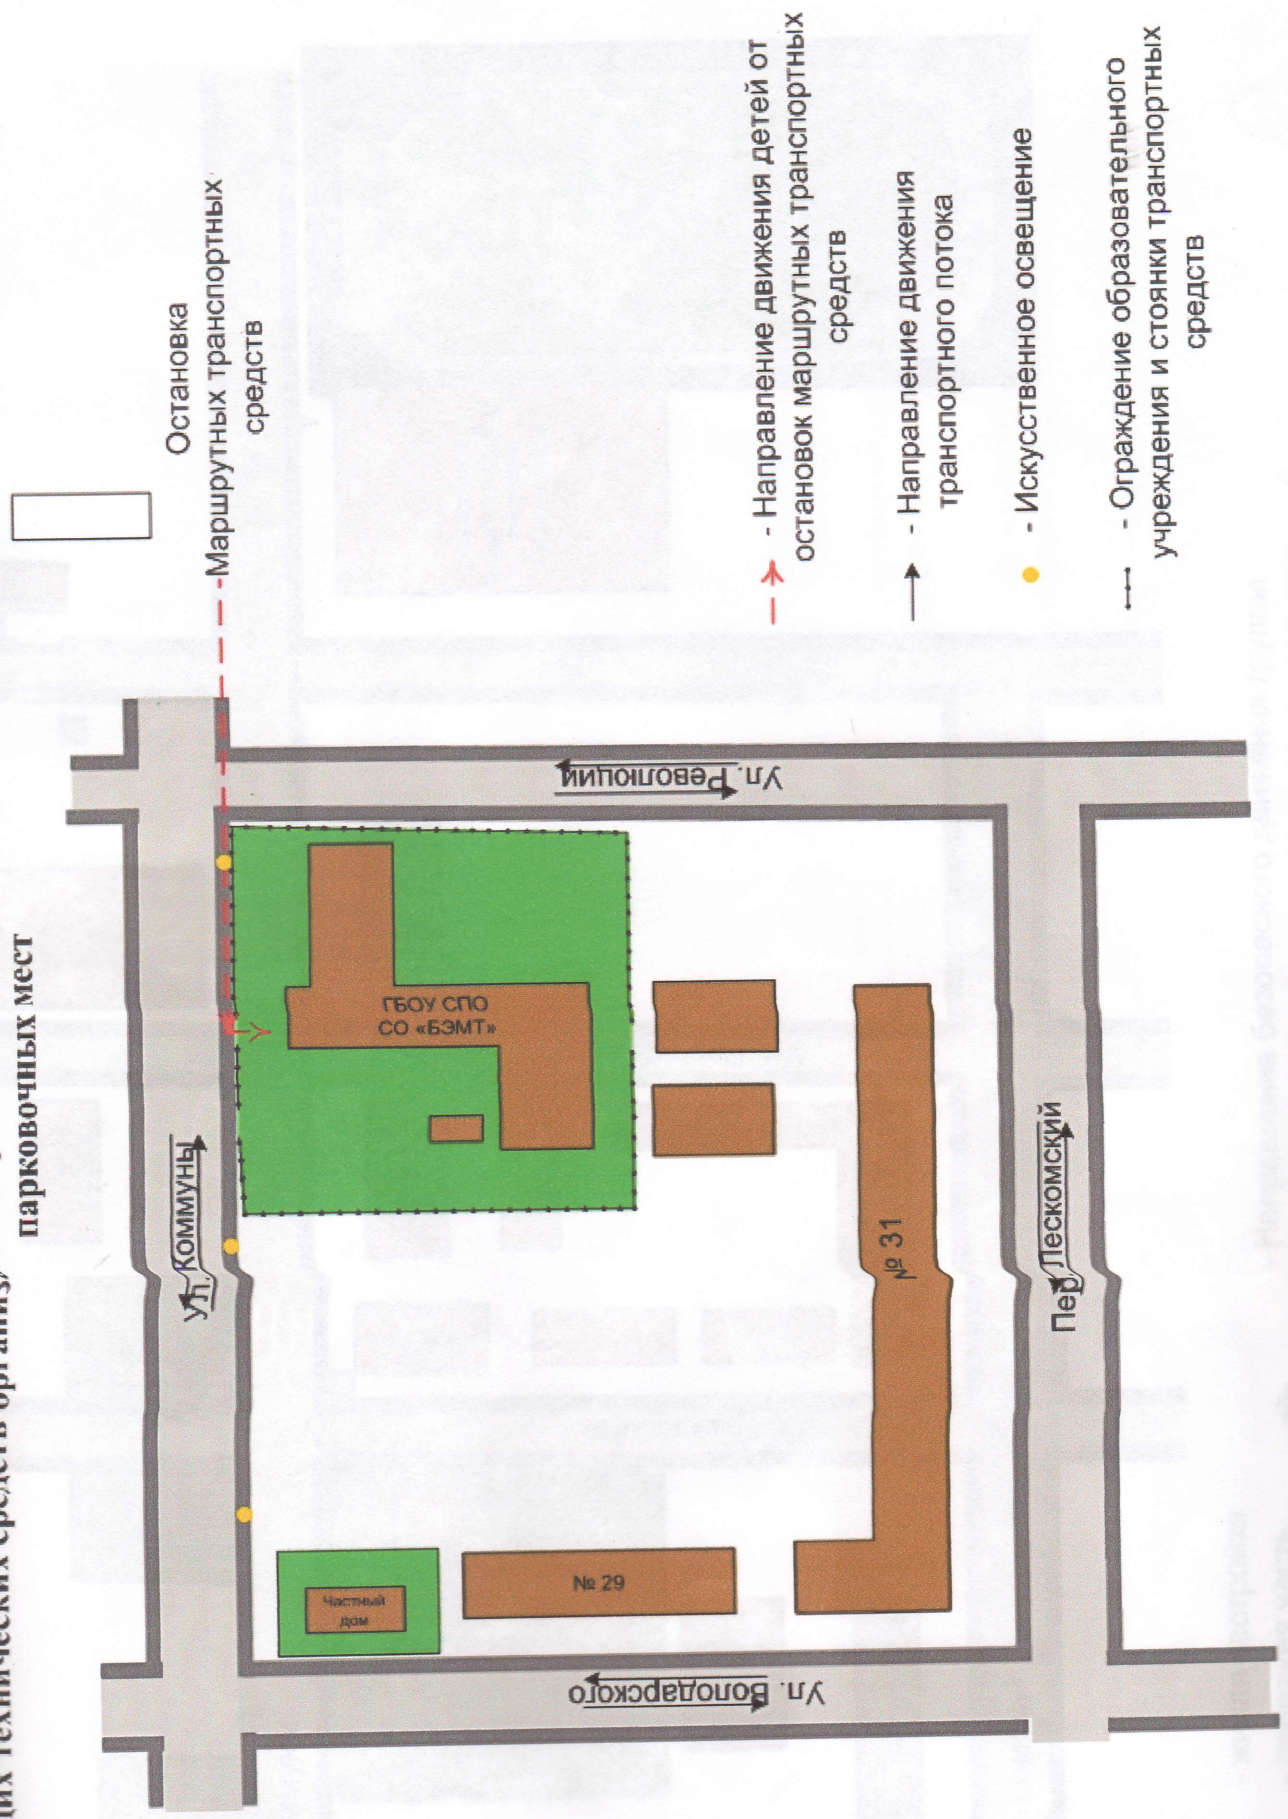 технических средств
парковочных мест
Остановка
Маршрутных транспортных
средств
Ул. Коммуны
Ул. Революции
ГБОУ СПО
СО «БЭМТ»
№ 31
№ 29
Частный
дом
Ул. Володарского
Пер. Лескомский
- Направление движения детей от
остановок маршрутных транспортных
средств
- Направление движения
транспортного потока
- Искусственное освещение
- Ограждение образовательного
учреждения и стоянки транспортных
средств